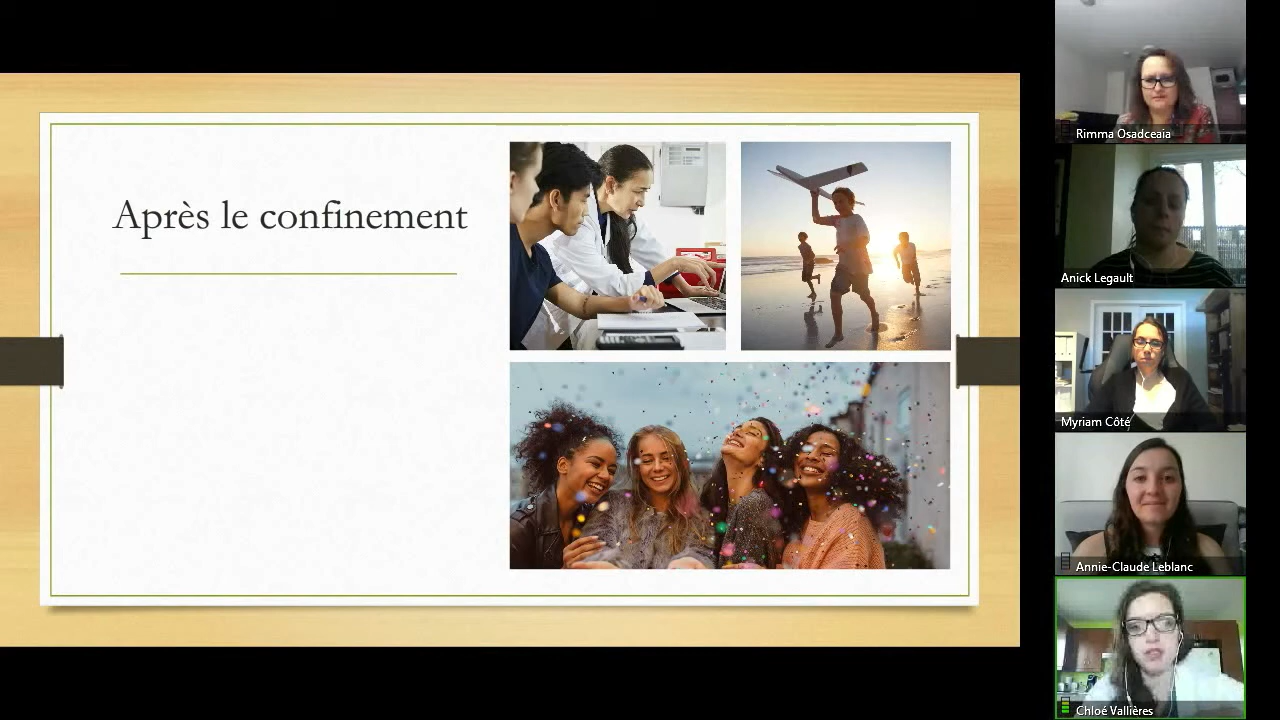 Après le confinement
Rimma Osadceaia
Anick Legault
Myriam Côté
Annie-Claude Leblanc
Chloé Vallières